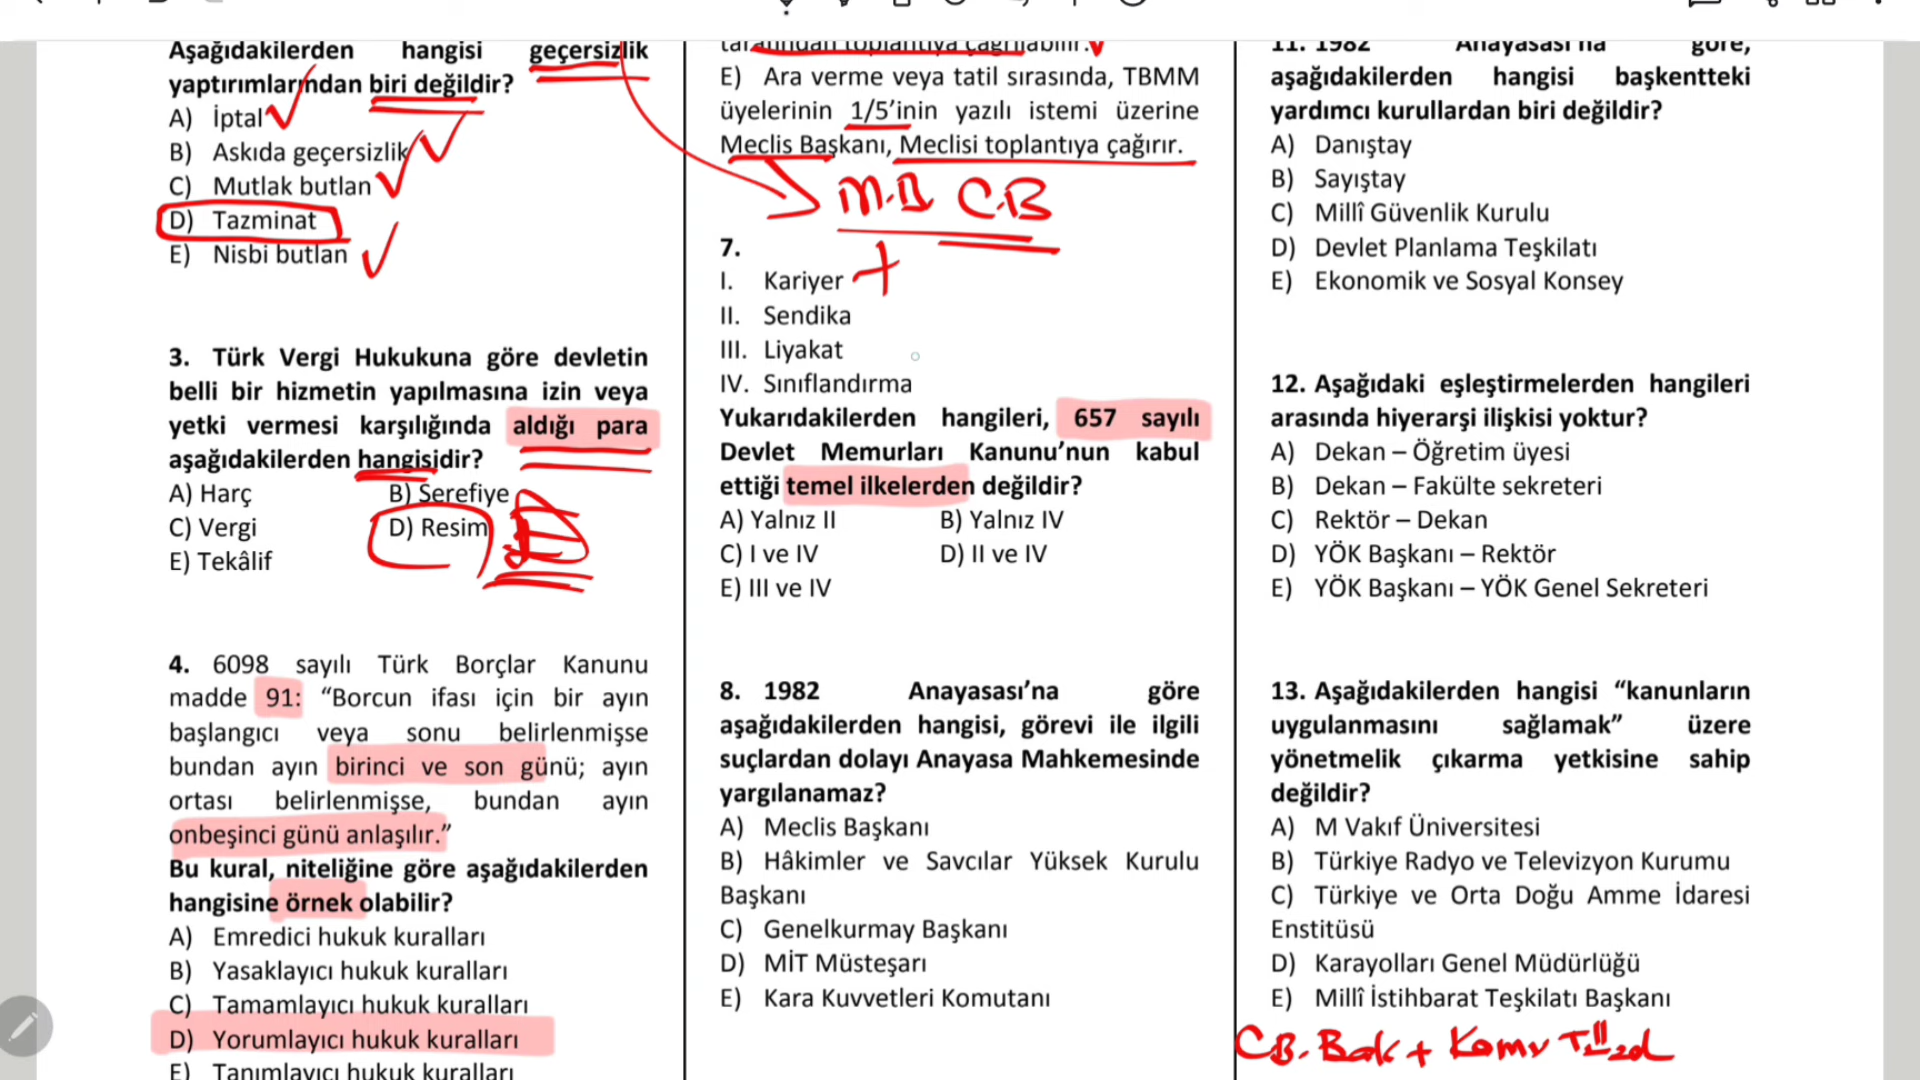 Aşağıdakilerden hangisi geçersizlik
yaptırımlarından biri değildir?
A) İptal
B) Askıda geçersizlik
C) Mutlak butlan
D) Tazminat
E) Nisbi butlan
3. Türk Vergi Hukukuna göre devletin
belli bir hizmetin yapılmasına izin veya
yetki vermesi karşılığında aldığı para
aşağıdakilerden hangisidir?
A) Harç B) Şerefiye
C) Vergi D) Resim
E) Tekâlif
4. 6098 sayılı Türk Borçlar Kanunu
madde 91: “Borcun ifası için bir ayın
başlangıcı veya sonu belirlenmişse
bundan ayın birinci ve son günü; ayın
ortası belirlenmişse, bundan ayın
onbeşinci günü anlaşılır.”
Bu kural, niteliğine göre aşağıdakilerden
hangisine örnek olabilir?
A) Emredici hukuk kuralları
B) Yasaklayıcı hukuk kuralları
C) Tamamlayıcı hukuk kuralları
D) Yorumlayıcı hukuk kuralları
E) Tanımlayıcı hukuk kuralları
tarafından toplantıya çağrılabilir.
E) Ara verme veya tatil sırasında, TBMM
üyelerinin 1/5’inin yazılı istemi üzerine
Meclis Başkanı, Meclisi toplantıya çağırır.
M.B C.B
+
7.
I. Kariyer
II. Sendika
III. Liyakat
IV. Sınıflandırma
Yukarıdakilerden hangileri, 657 sayılı
Devlet Memurları Kanunu’nun kabul
ettiği temel ilkelerden değildir?
A) Yalnız II B) Yalnız IV
C) I ve IV D) II ve IV
E) III ve IV
8. 1982 Anayasası’na göre
aşağıdakilerden hangisi, görevi ile ilgili
suçlardan dolayı Anayasa Mahkemesinde
yargılanamaz?
A) Meclis Başkanı
B) Hâkimler ve Savcılar Yüksek Kurulu
Başkanı
C) Genelkurmay Başkanı
D) MİT Müsteşarı
E) Kara Kuvvetleri Komutanı
11. 1982 Anayasası’na göre,
aşağıdakilerden hangisi başkentteki
yardımcı kurullardan biri değildir?
A) Danıştay
B) Sayıştay
C) Millî Güvenlik Kurulu
D) Devlet Planlama Teşkilatı
E) Ekonomik ve Sosyal Konsey
12. Aşağıdaki eşleştirmelerden hangileri
arasında hiyerarşi ilişkisi yoktur?
A) Dekan – Öğretim üyesi
B) Dekan – Fakülte sekreteri
C) Rektör – Dekan
D) YÖK Başkanı – Rektör
E) YÖK Başkanı – YÖK Genel Sekreteri
13. Aşağıdakilerden hangisi “kanunların
uygulanmasını sağlamak” üzere
yönetmelik çıkarma yetkisine sahip
değildir?
A) M Vakıf Üniversitesi
B) Türkiye Radyo ve Televizyon Kurumu
C) Türkiye ve Orta Doğu Amme İdaresi
Enstitüsü
D) Karayolları Genel Müdürlüğü
E) Millî İstihbarat Teşkilatı Başkanı
CB. Bak + Kamu